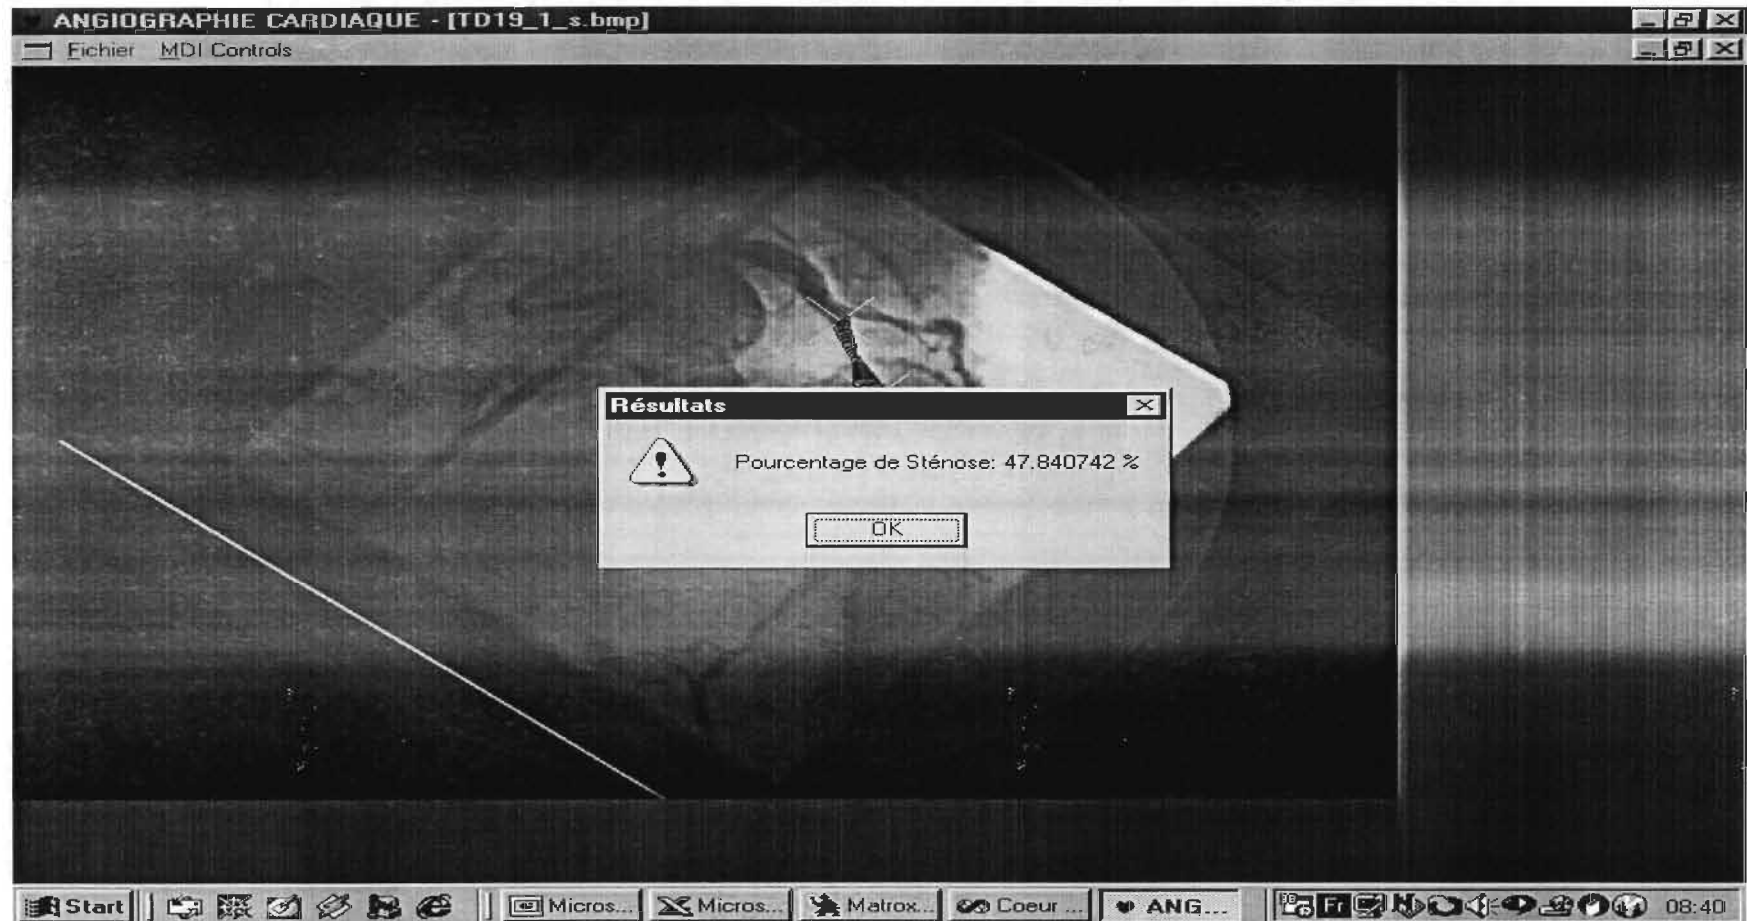 ANGIOGRAPHIE CARDIAQUE - [TD19_1_s.bmp]
Fichier MDI Controls
Résultats
Pourcentage de Sténose: 47.840742 %
OK
Start Micros... Micros... Matrox... Coeur ... ANG... Fr 08:40